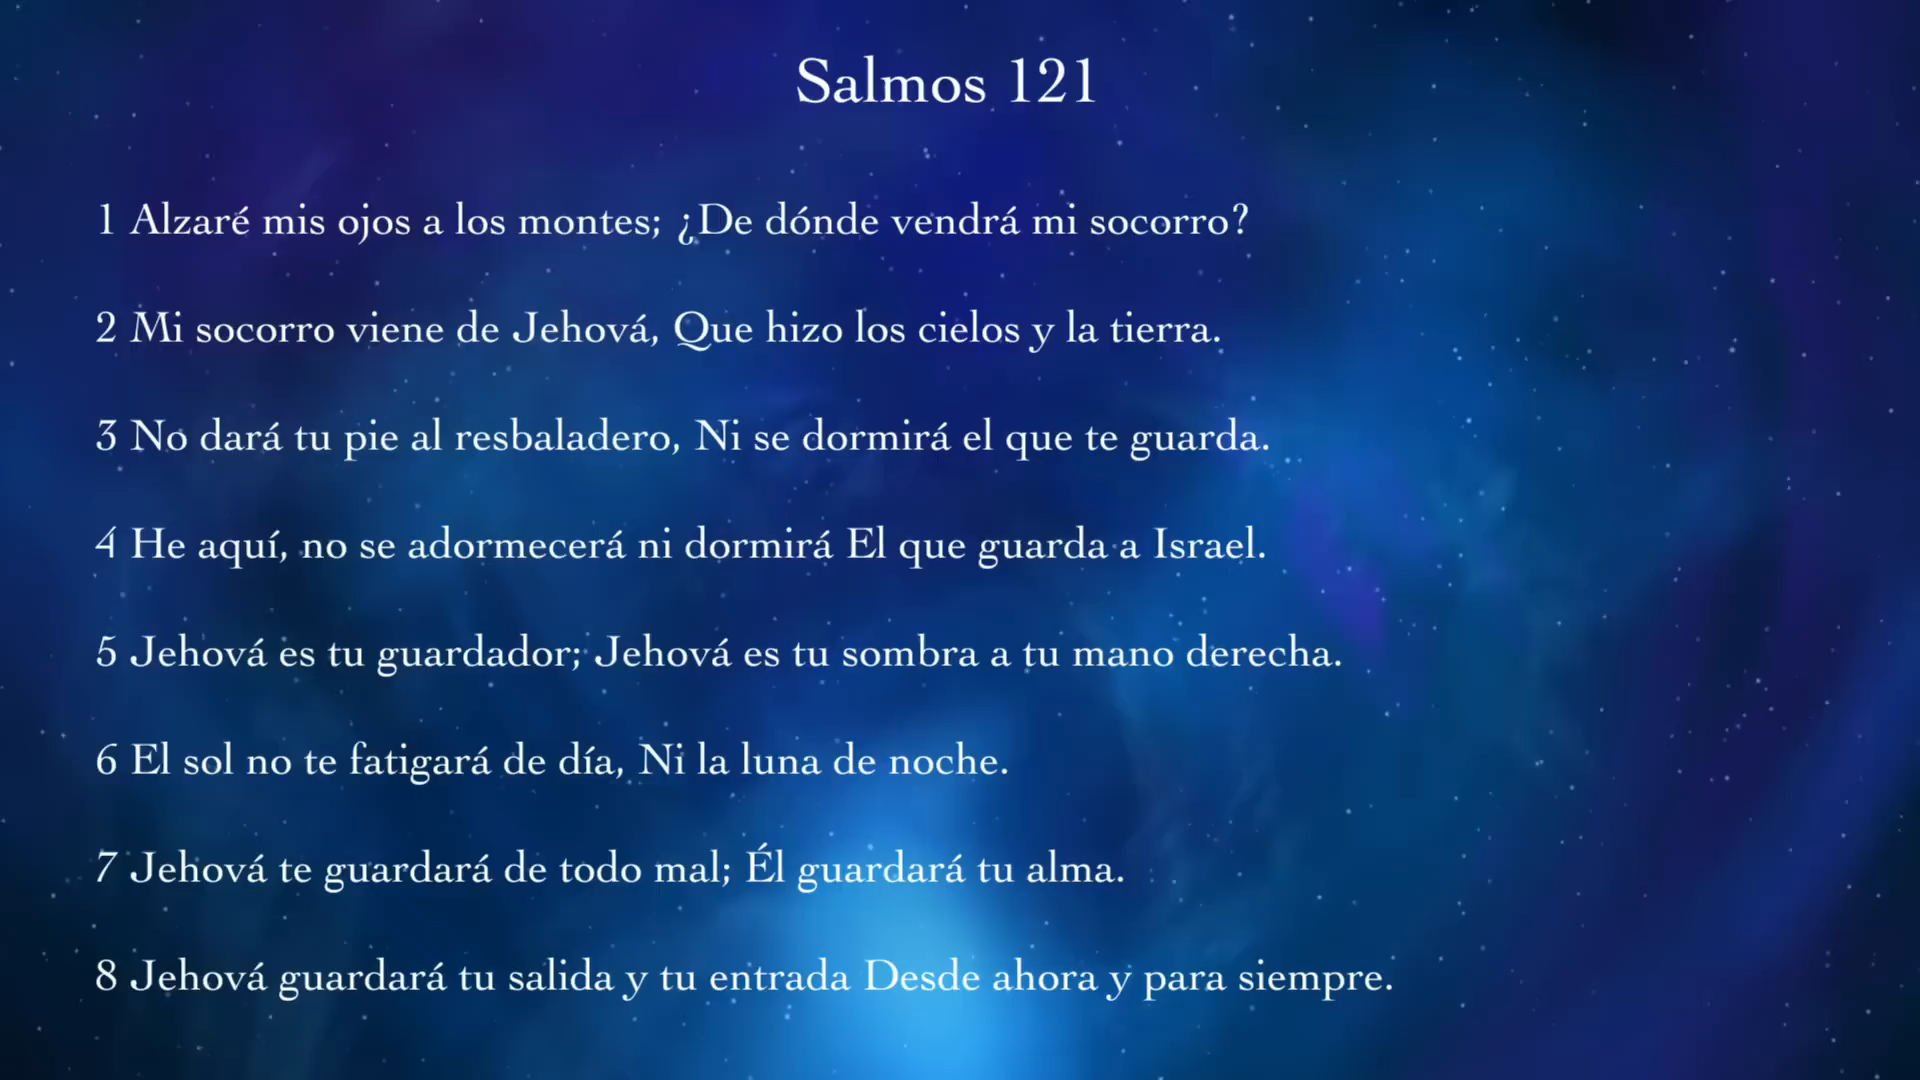 Salmos 121
1 Alzaré mis ojos a los montes; ¿De dónde vendrá mi socorro?
2 Mi socorro viene de Jehová, Que hizo los cielos y la tierra.
3 No dará tu pie al resbaladero, Ni se dormirá el que te guarda.
4 He aquí, no se adormecerá ni dormirá El que guarda a Israel.
5 Jehová es tu guardador; Jehová es tu sombra a tu mano derecha.
6 El sol no te fatigará de día, Ni la luna de noche.
7 Jehová te guardará de todo mal; Él guardará tu alma.
8 Jehová guardará tu salida y tu entrada Desde ahora y para siempre.